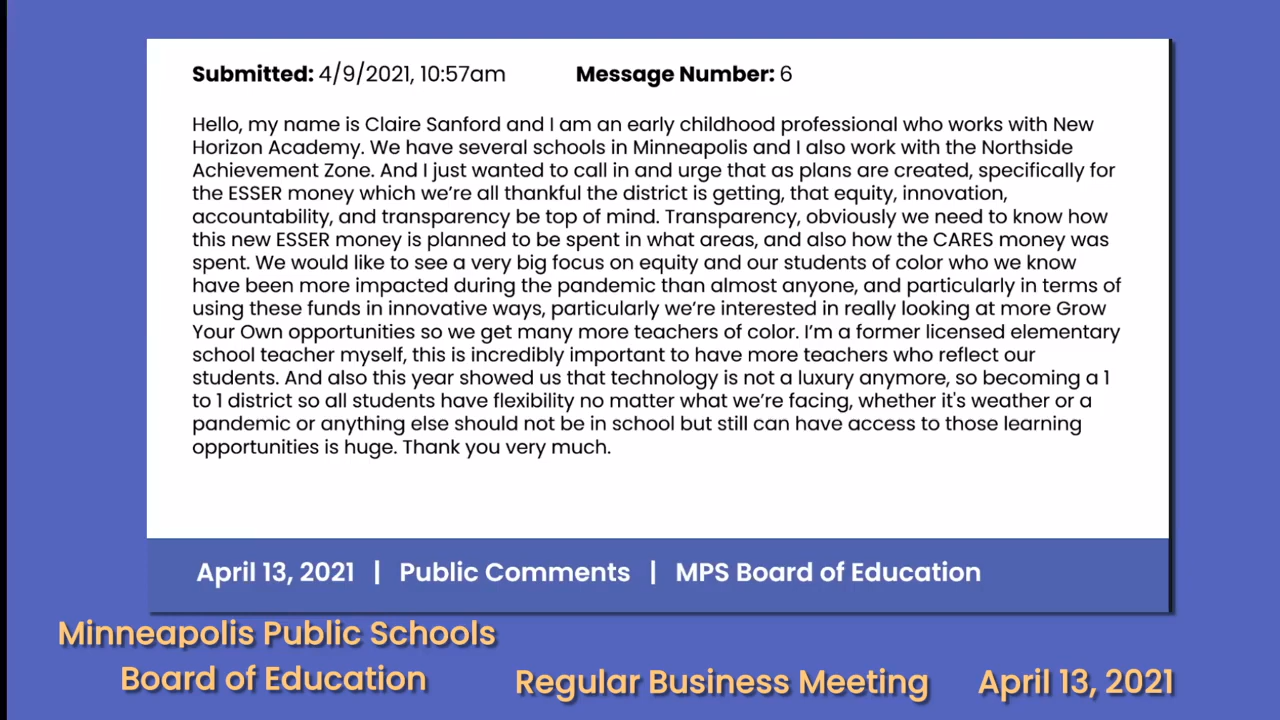 Submitted: 4/9/2021, 10:57am Message Number: 6
Hello, my name is Claire Sanford and I am an early childhood professional who works with New
Horizon Academy. We have several schools in Minneapolis and I also work with the Northside
Achievement Zone. And I just wanted to call in and urge that as plans are created, specifically for
the ESSER money which we’re all thankful the district is getting, that equity, innovation,
accountability, and transparency be top of mind. Transparency, obviously we need to know how
this new ESSER money is planned to be spent in what areas, and also how the CARES money was
spent. We would like to see a very big focus on equity and our students of color who we know
have been more impacted during the pandemic than almost anyone, and particularly in terms of
using these funds in innovative ways, particularly we’re interested in really looking at more Grow
Your Own opportunities so we get many more teachers of color. I’m a former licensed elementary
school teacher myself, this is incredibly important to have more teachers who reflect our
students. And also this year showed us that technology is not a luxury anymore, so becoming a 1
to 1 district so all students have flexibility no matter what we’re facing, whether it's weather or a
pandemic or anything else should not be in school but still can have access to those learning
opportunities is huge. Thank you very much.
April 13, 2021 | Public Comments | MPS Board of Education
Minneapolis Public Schools
Board of Education
Regular Business Meeting April 13, 2021